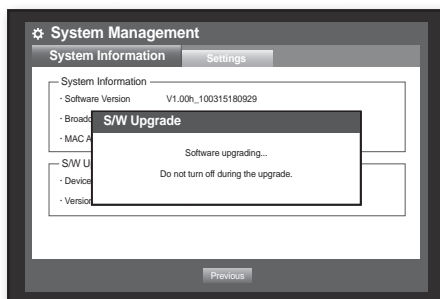 System Management
System Information
Settings
System Information
· Software Version V1.00h_100315180929
S/W Upgrade
· MAC
Software upgrading...
Do not turn off during the upgrade.
S/W
· Device
· Version
Previous